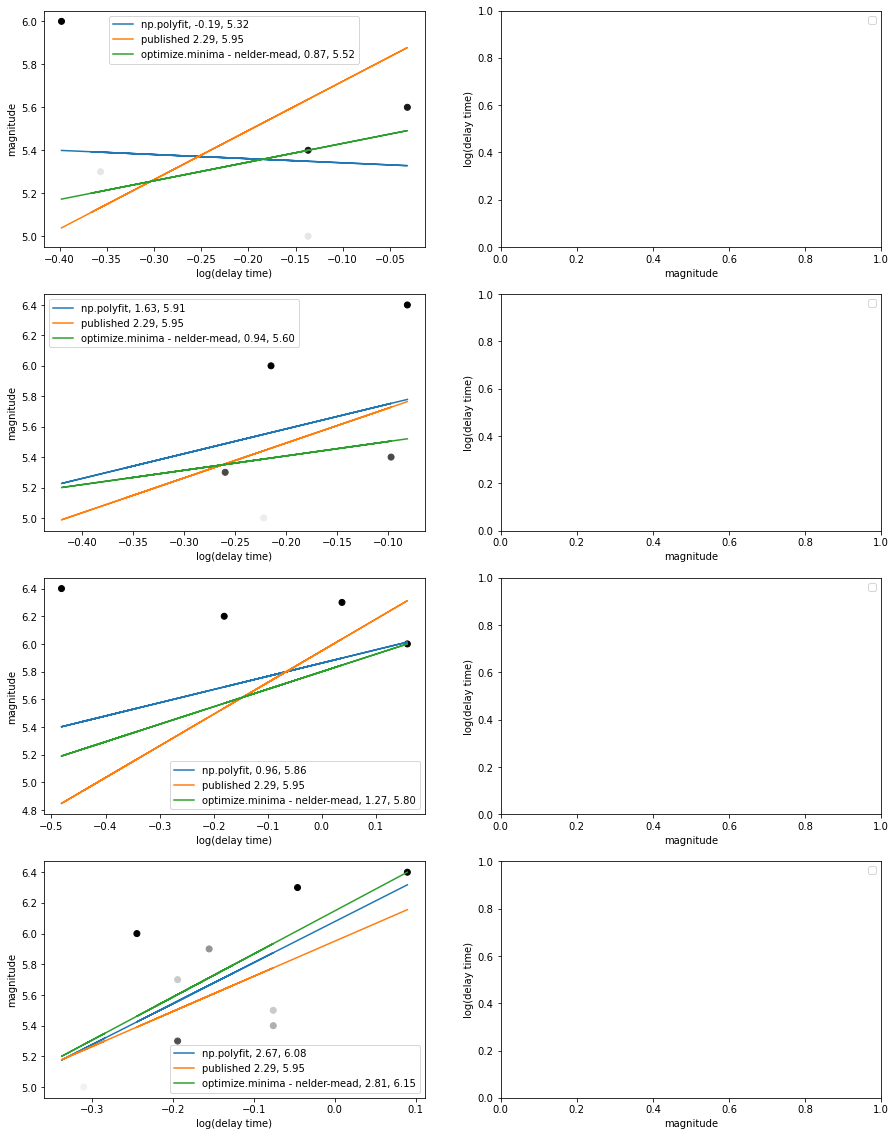 np.polyfit, -0.19, 5.32
published 2.29, 5.95
optimize.minima - nelder-mead, 0.87, 5.52
6.0
5.8
5.6
5.4
5.2
5.0
magnitude
−0.40 −0.35 −0.30 −0.25 −0.20 −0.15 −0.10 −0.05
log(delay time)
1.0
0.8
0.6
0.4
0.2
0.0
log(delay time)
0.0 0.2 0.4 0.6 0.8 1.0
magnitude
np.polyfit, 1.63, 5.91
published 2.29, 5.95
optimize.minima - nelder-mead, 0.94, 5.60
6.4
6.2
6.0
5.8
5.6
5.4
5.2
5.0
magnitude
−0.40 −0.35 −0.30 −0.25 −0.20 −0.15 −0.10
log(delay time)
1.0
0.8
0.6
0.4
0.2
0.0
log(delay time)
0.0 0.2 0.4 0.6 0.8 1.0
magnitude
6.4
6.2
6.0
5.8
5.6
5.4
5.2
5.0
4.8
magnitude
np.polyfit, 0.96, 5.86
published 2.29, 5.95
optimize.minima - nelder-mead, 1.27, 5.80
−0.5 −0.4 −0.3 −0.2 −0.1 0.0 0.1
log(delay time)
1.0
0.8
0.6
0.4
0.2
0.0
log(delay time)
0.0 0.2 0.4 0.6 0.8 1.0
magnitude
6.4
6.2
6.0
5.8
5.6
5.4
5.2
5.0
magnitude
np.polyfit, 2.67, 6.08
published 2.29, 5.95
optimize.minima - nelder-mead, 2.81, 6.15
−0.3 −0.2 −0.1 0.0 0.1
log(delay time)
1.0
0.8
0.6
0.4
0.2
0.0
log(delay time)
0.0 0.2 0.4 0.6 0.8 1.0
magnitude